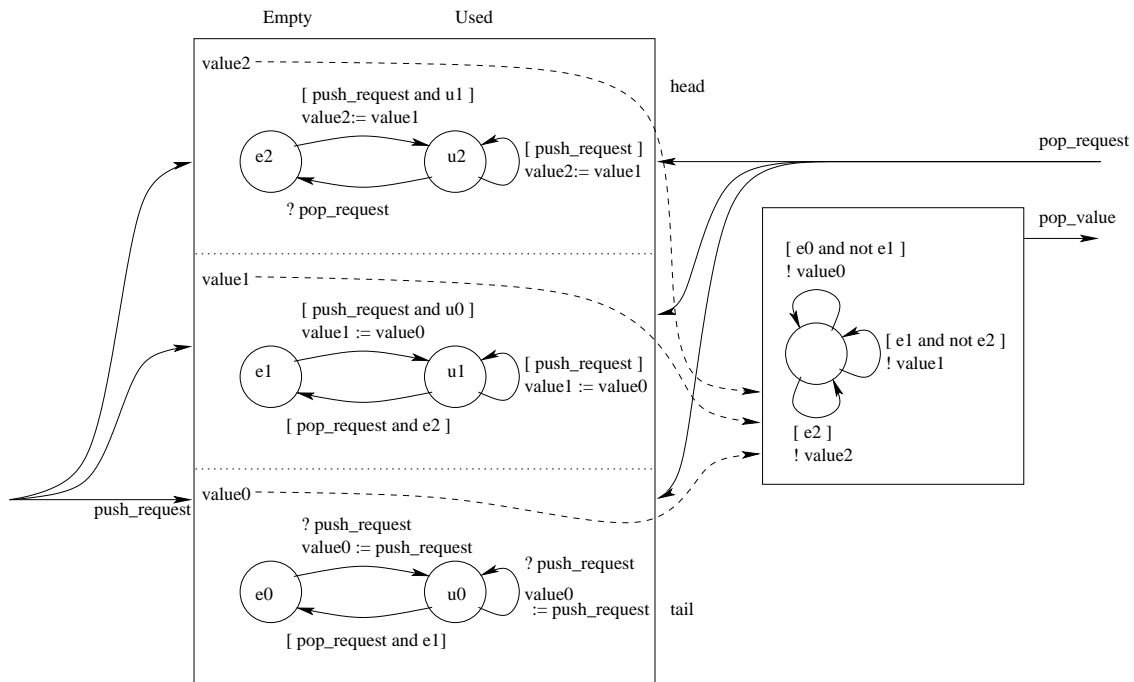 Empty
Used
value2
head
[ push_request and u1 ]
value2:= value1
e2
u2
[ push_request ]
value2:= value1
? pop_request
pop_request
pop_value
value1
[ push_request and u0 ]
value1 := value0
e1
u1
[ push_request ]
value1 := value0
[ pop_request and e2 ]
[ e0 and not e1 ]
! value0
[ e1 and not e2 ]
! value1
[ e2 ]
! value2
push_request
value0
? push_request
value0 := push_request
e0
u0
? push_request
value0
:= push_request
tail
[ pop_request and e1]